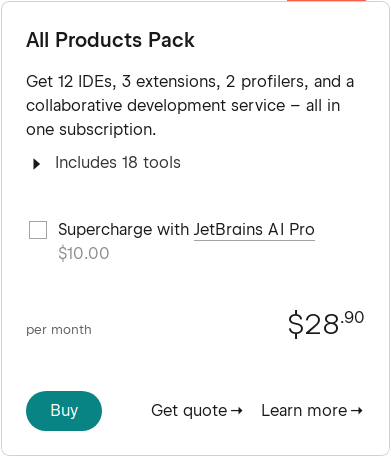 All Products Pack
Get 12 IDEs, 3 extensions, 2 profilers, and a
collaborative development service – all in
one subscription.
Includes 18 tools
Supercharge with JetBrains AI Pro
$10.00
per month
$28.90
Buy
Get quote→
Learn more→